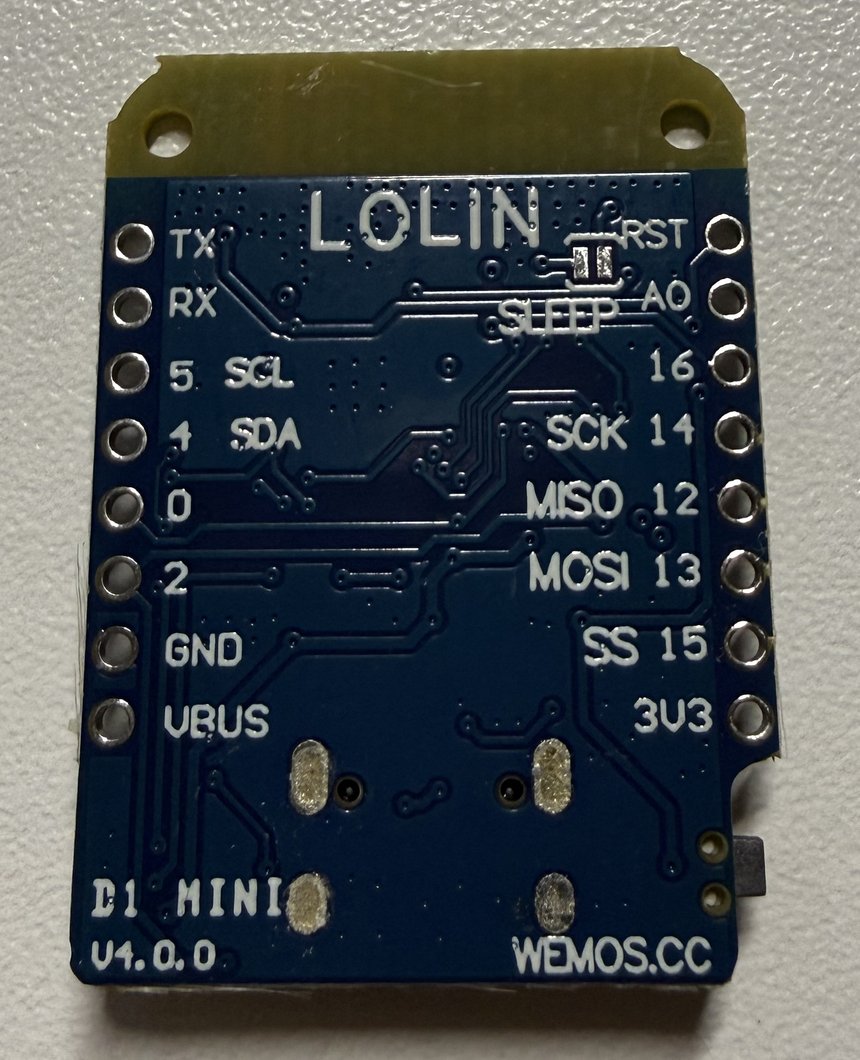 LOLIN
TX RST
RX A0
SLEEP
5 SCL 16
4 SDA SCK 14
0 MISO 12
2 MOSI 13
GND SS 15
VBUS 3V3
D1 MINI
V4.0.0 WEMOS.CC